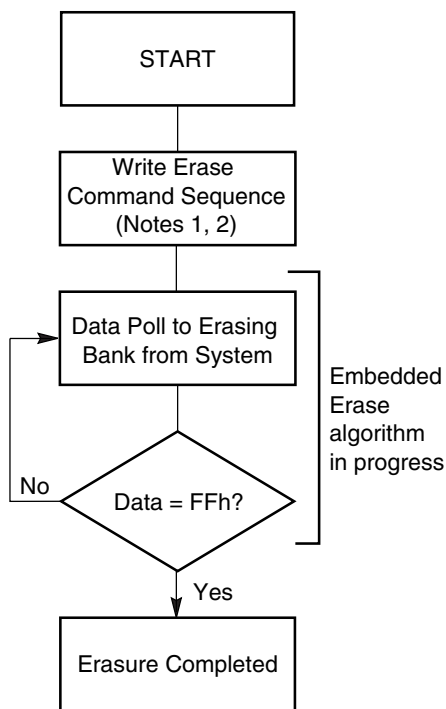 START
Write Erase
Command Sequence
(Notes 1, 2)
Data Poll to Erasing
Bank from System
Embedded
Erase
algorithm
in progress
No
Data = FFh?
Yes
Erasure Completed